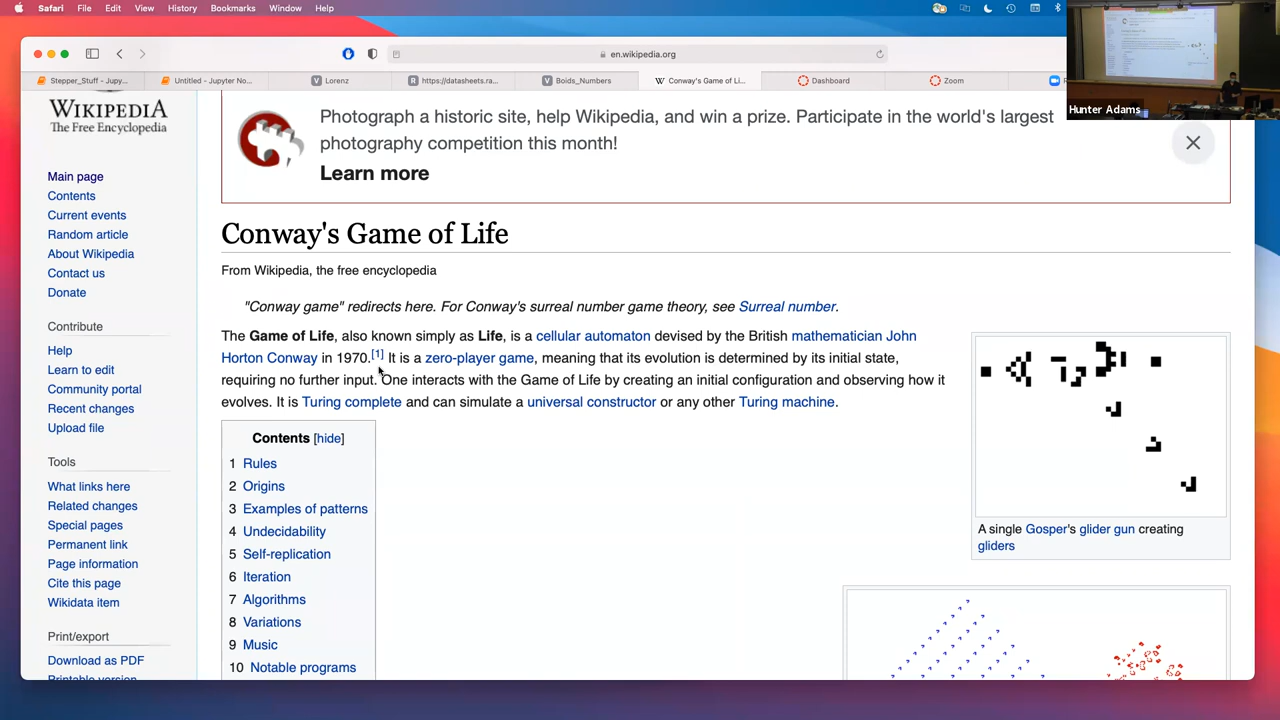 Safari File Edit View History Bookmarks Window Help
en.wikipedia.org
Stepper_Stuff - Jupy... Untitled - Jupyter No... V Lorenz R https://datasheets.ra... V Boids_Numbers W Conway's Game of Li... Dashboard Zoom
Hunter Adams
WIKIPEDIA
The Free Encyclopedia
Main page
Contents
Current events
Random article
About Wikipedia
Contact us
Donate
Contribute
Help
Learn to edit
Community portal
Recent changes
Upload file
Tools
What links here
Related changes
Special pages
Permanent link
Page information
Cite this page
Wikidata item
Print/export
Download as PDF
Printable version
Photograph a historic site, help Wikipedia, and win a prize. Participate in the world's largest
photography competition this month!
Learn more
Conway's Game of Life
From Wikipedia, the free encyclopedia
"Conway game" redirects here. For Conway's surreal number game theory, see Surreal number.
The Game of Life, also known simply as Life, is a cellular automaton devised by the British mathematician John
Horton Conway in 1970.[1] It is a zero-player game, meaning that its evolution is determined by its initial state,
requiring no further input. One interacts with the Game of Life by creating an initial configuration and observing how it
evolves. It is Turing complete and can simulate a universal constructor or any other Turing machine.
Contents [hide]
1 Rules
2 Origins
3 Examples of patterns
4 Undecidability
5 Self-replication
6 Iteration
7 Algorithms
8 Variations
9 Music
10 Notable programs
A single Gosper's glider gun creating
gliders